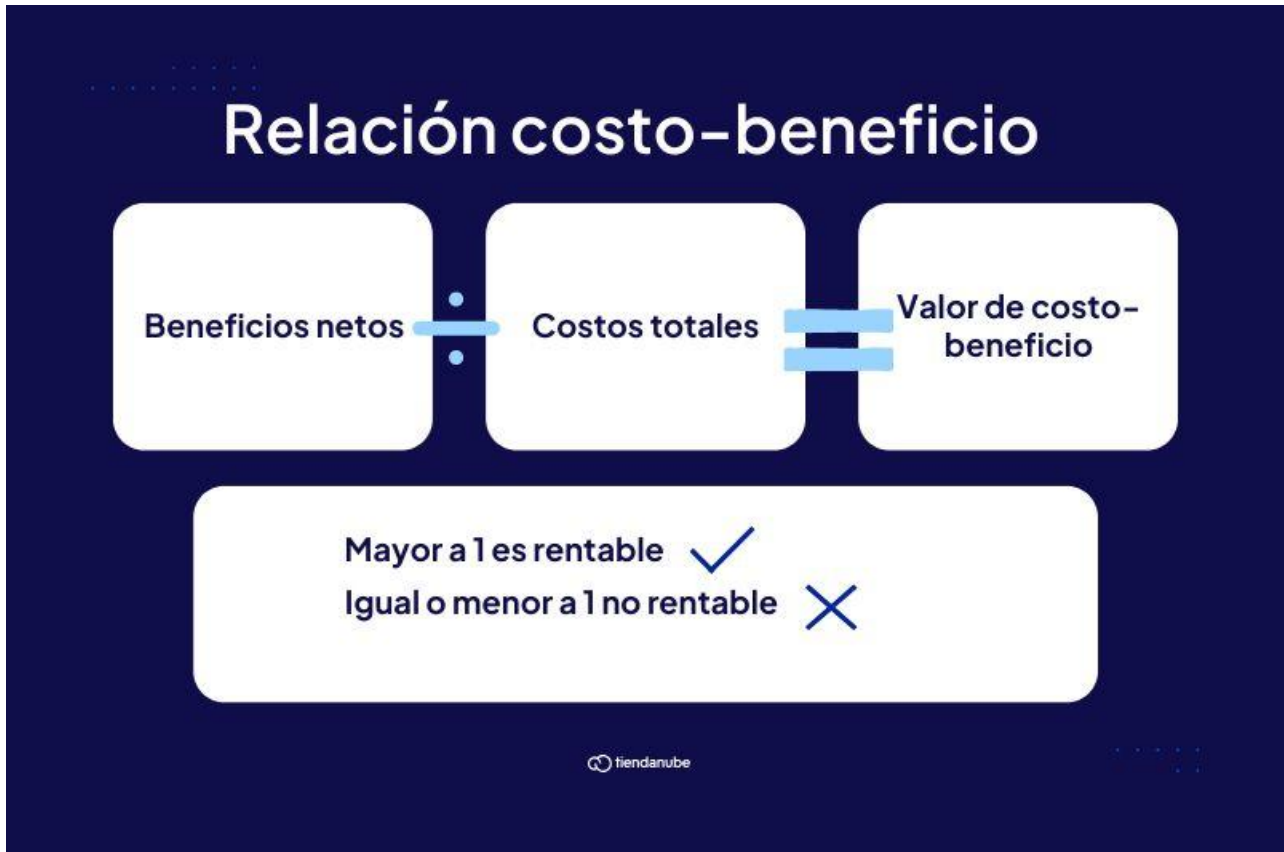 Relación costo-beneficio
Beneficios netos
Costos totales
Valor de costo-
beneficio
Mayor a 1 es rentable
Igual o menor a 1 no rentable
tiendanube